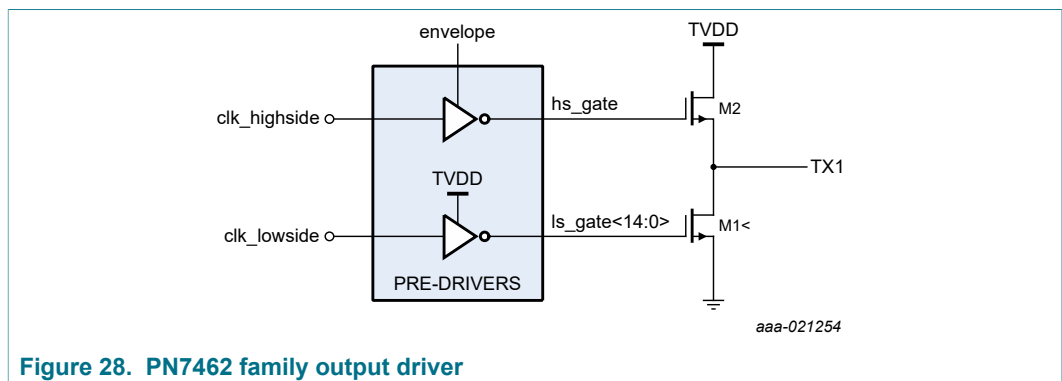 envelope
TVDD
clk_highside
hs_gate
M2
TVDD
TX1
clk_lowside
ls_gate<14:0>
M1<
PRE-DRIVERS
aaa-021254
Figure 28. PN7462 family output driver